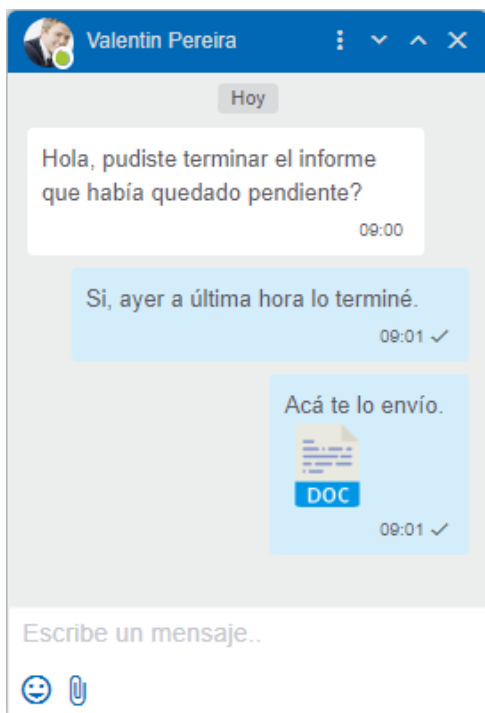 Valentin Pereira
Hoy
Hola, pudiste terminar el informe
que había quedado pendiente?
09:00
Si, ayer a última hora lo terminé.
09:01
Acá te lo envío.
DOC
09:01
Escribe un mensaje..